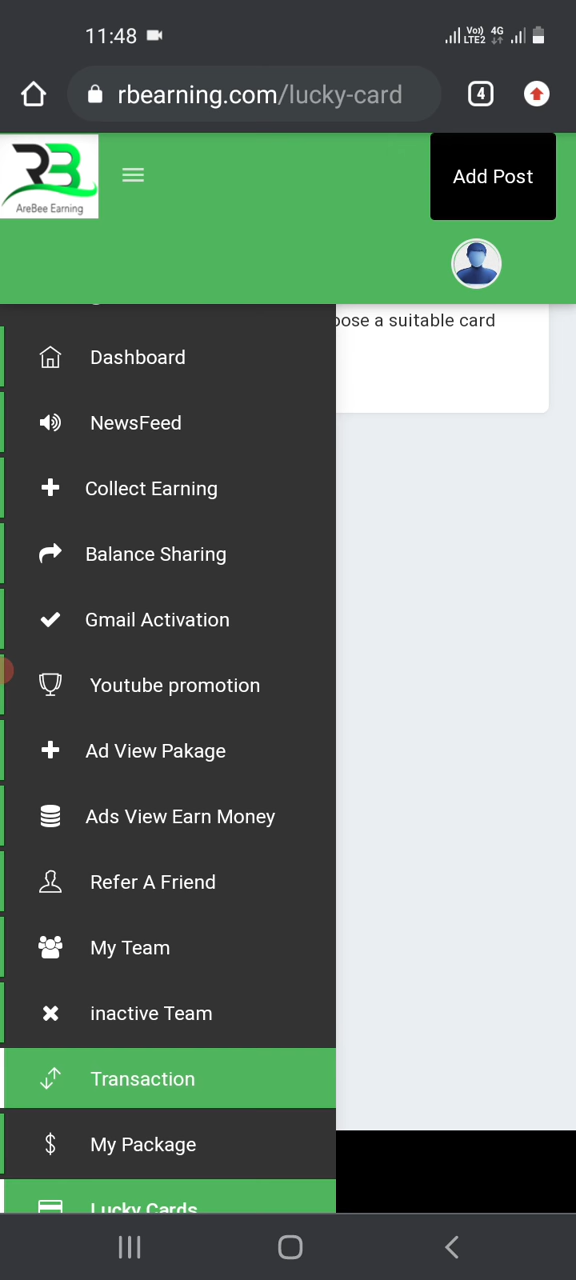 11:48
Vo)) 4G
LTE2
rbearning.com/lucky-card
4
RB
AreBee Earning
Add Post
oose a suitable card
Dashboard
NewsFeed
Collect Earning
Balance Sharing
Gmail Activation
Youtube promotion
Ad View Pakage
Ads View Earn Money
Refer A Friend
My Team
inactive Team
Transaction
My Package
Lucky Cards